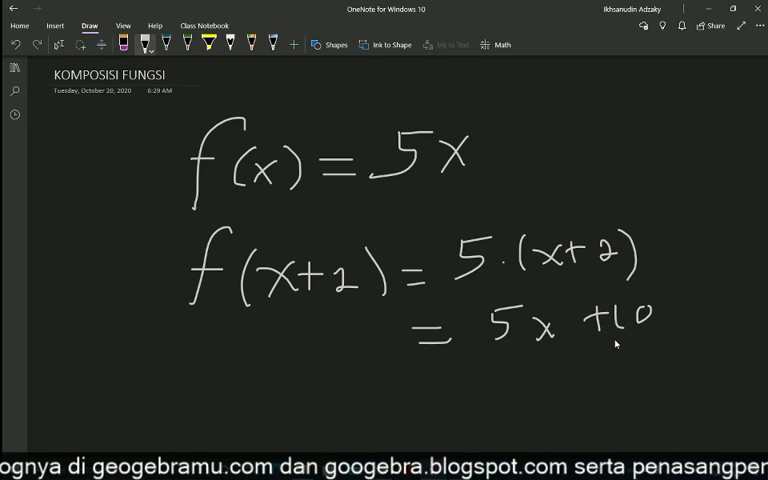 OneNote for Windows 10
Ikhsanudin Adzaky
Home Insert Draw View Help Class Notebook
Share
Shapes Ink to Shape Ink to Text Math
KOMPOSISI FUNGSI
Tuesday, October 20, 2020 6:29 AM
f(x) = 5x
f(x+2) = 5.(x+2)
= 5x +10
ognya di geogebramu.com dan googebra.blogspot.com serta penasangper